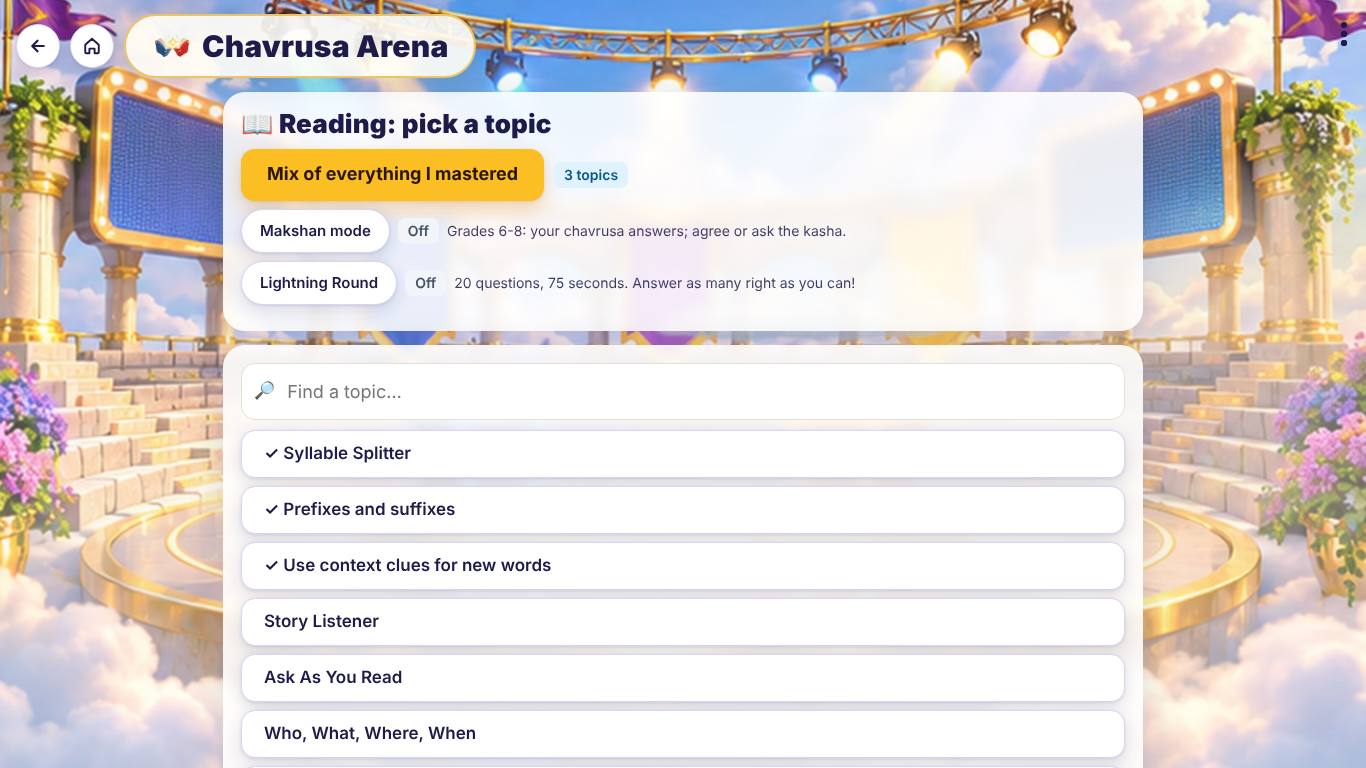 Chavrusa Arena
📖 Reading: pick a topic
Mix of everything I mastered 3 topics
Makshan mode Off Grades 6-8: your chavrusa answers; agree or ask the kasha.
Lightning Round Off 20 questions, 75 seconds. Answer as many right as you can!
🔎 Find a topic...
✓ Syllable Splitter
✓ Prefixes and suffixes
✓ Use context clues for new words
Story Listener
Ask As You Read
Who, What, Where, When